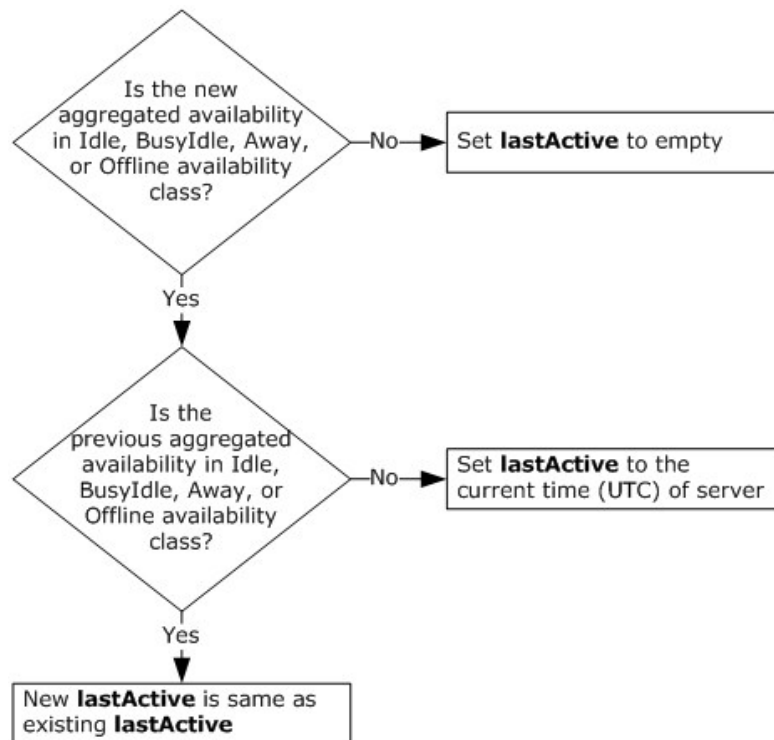 Is the new
aggregated availability
in Idle, BusyIdle, Away,
or Offline availability
class?
No
Set lastActive to empty
Yes
Is the
previous aggregated
availability in Idle,
BusyIdle, Away, or
Offline availability
class?
No
Set lastActive to the
current time (UTC) of server
Yes
New lastActive is same as
existing lastActive